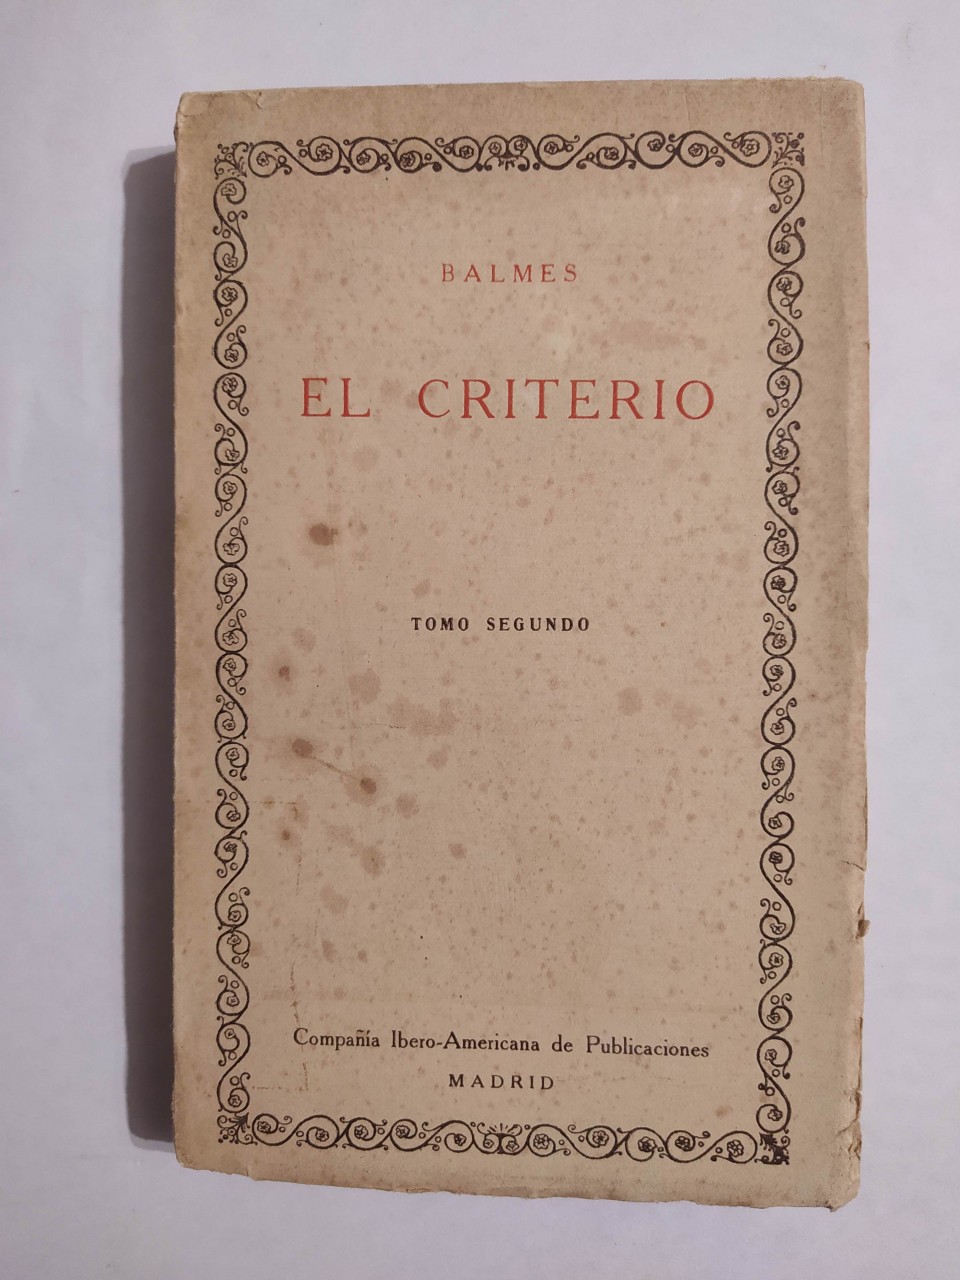 BALMES
EL CRITERIO
TOMO SEGUNDO
Compañía Ibero-Americana de Publicaciones
MADRID